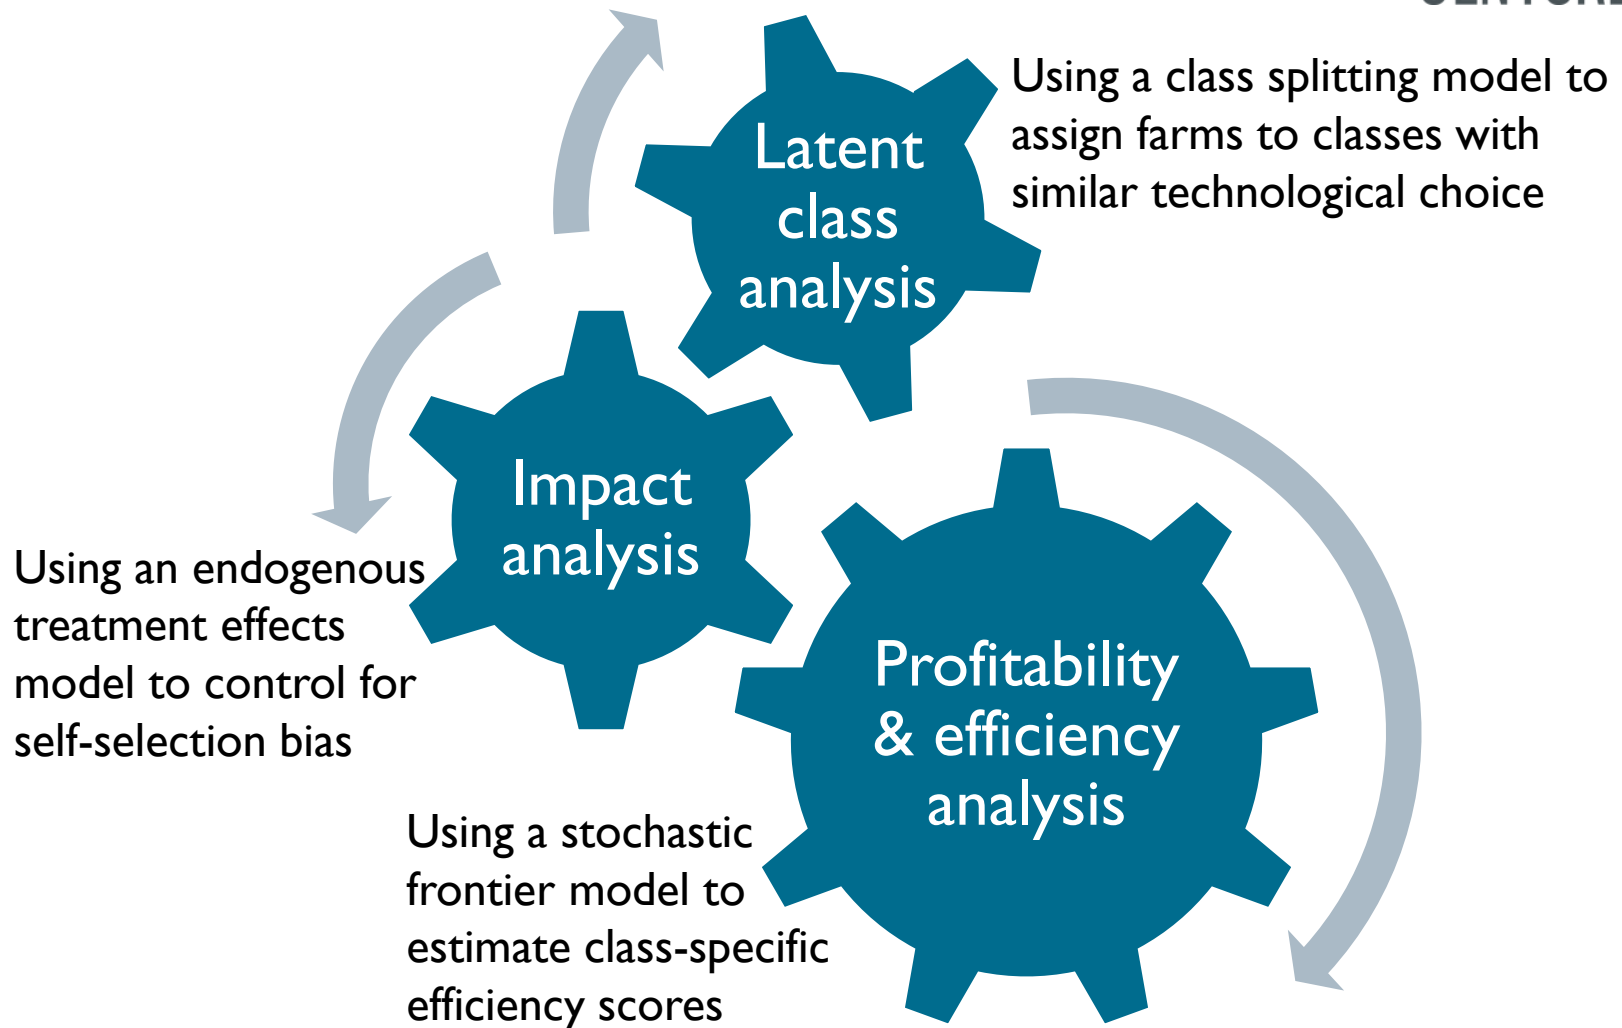 Using a class splitting model to
assign farms to classes with
similar technological choice
Latent
class
analysis
Impact
analysis
Using an endogenous
treatment effects
model to control for
self-selection bias
Profitability
& efficiency
analysis
Using a stochastic
frontier model to
estimate class-specific
efficiency scores